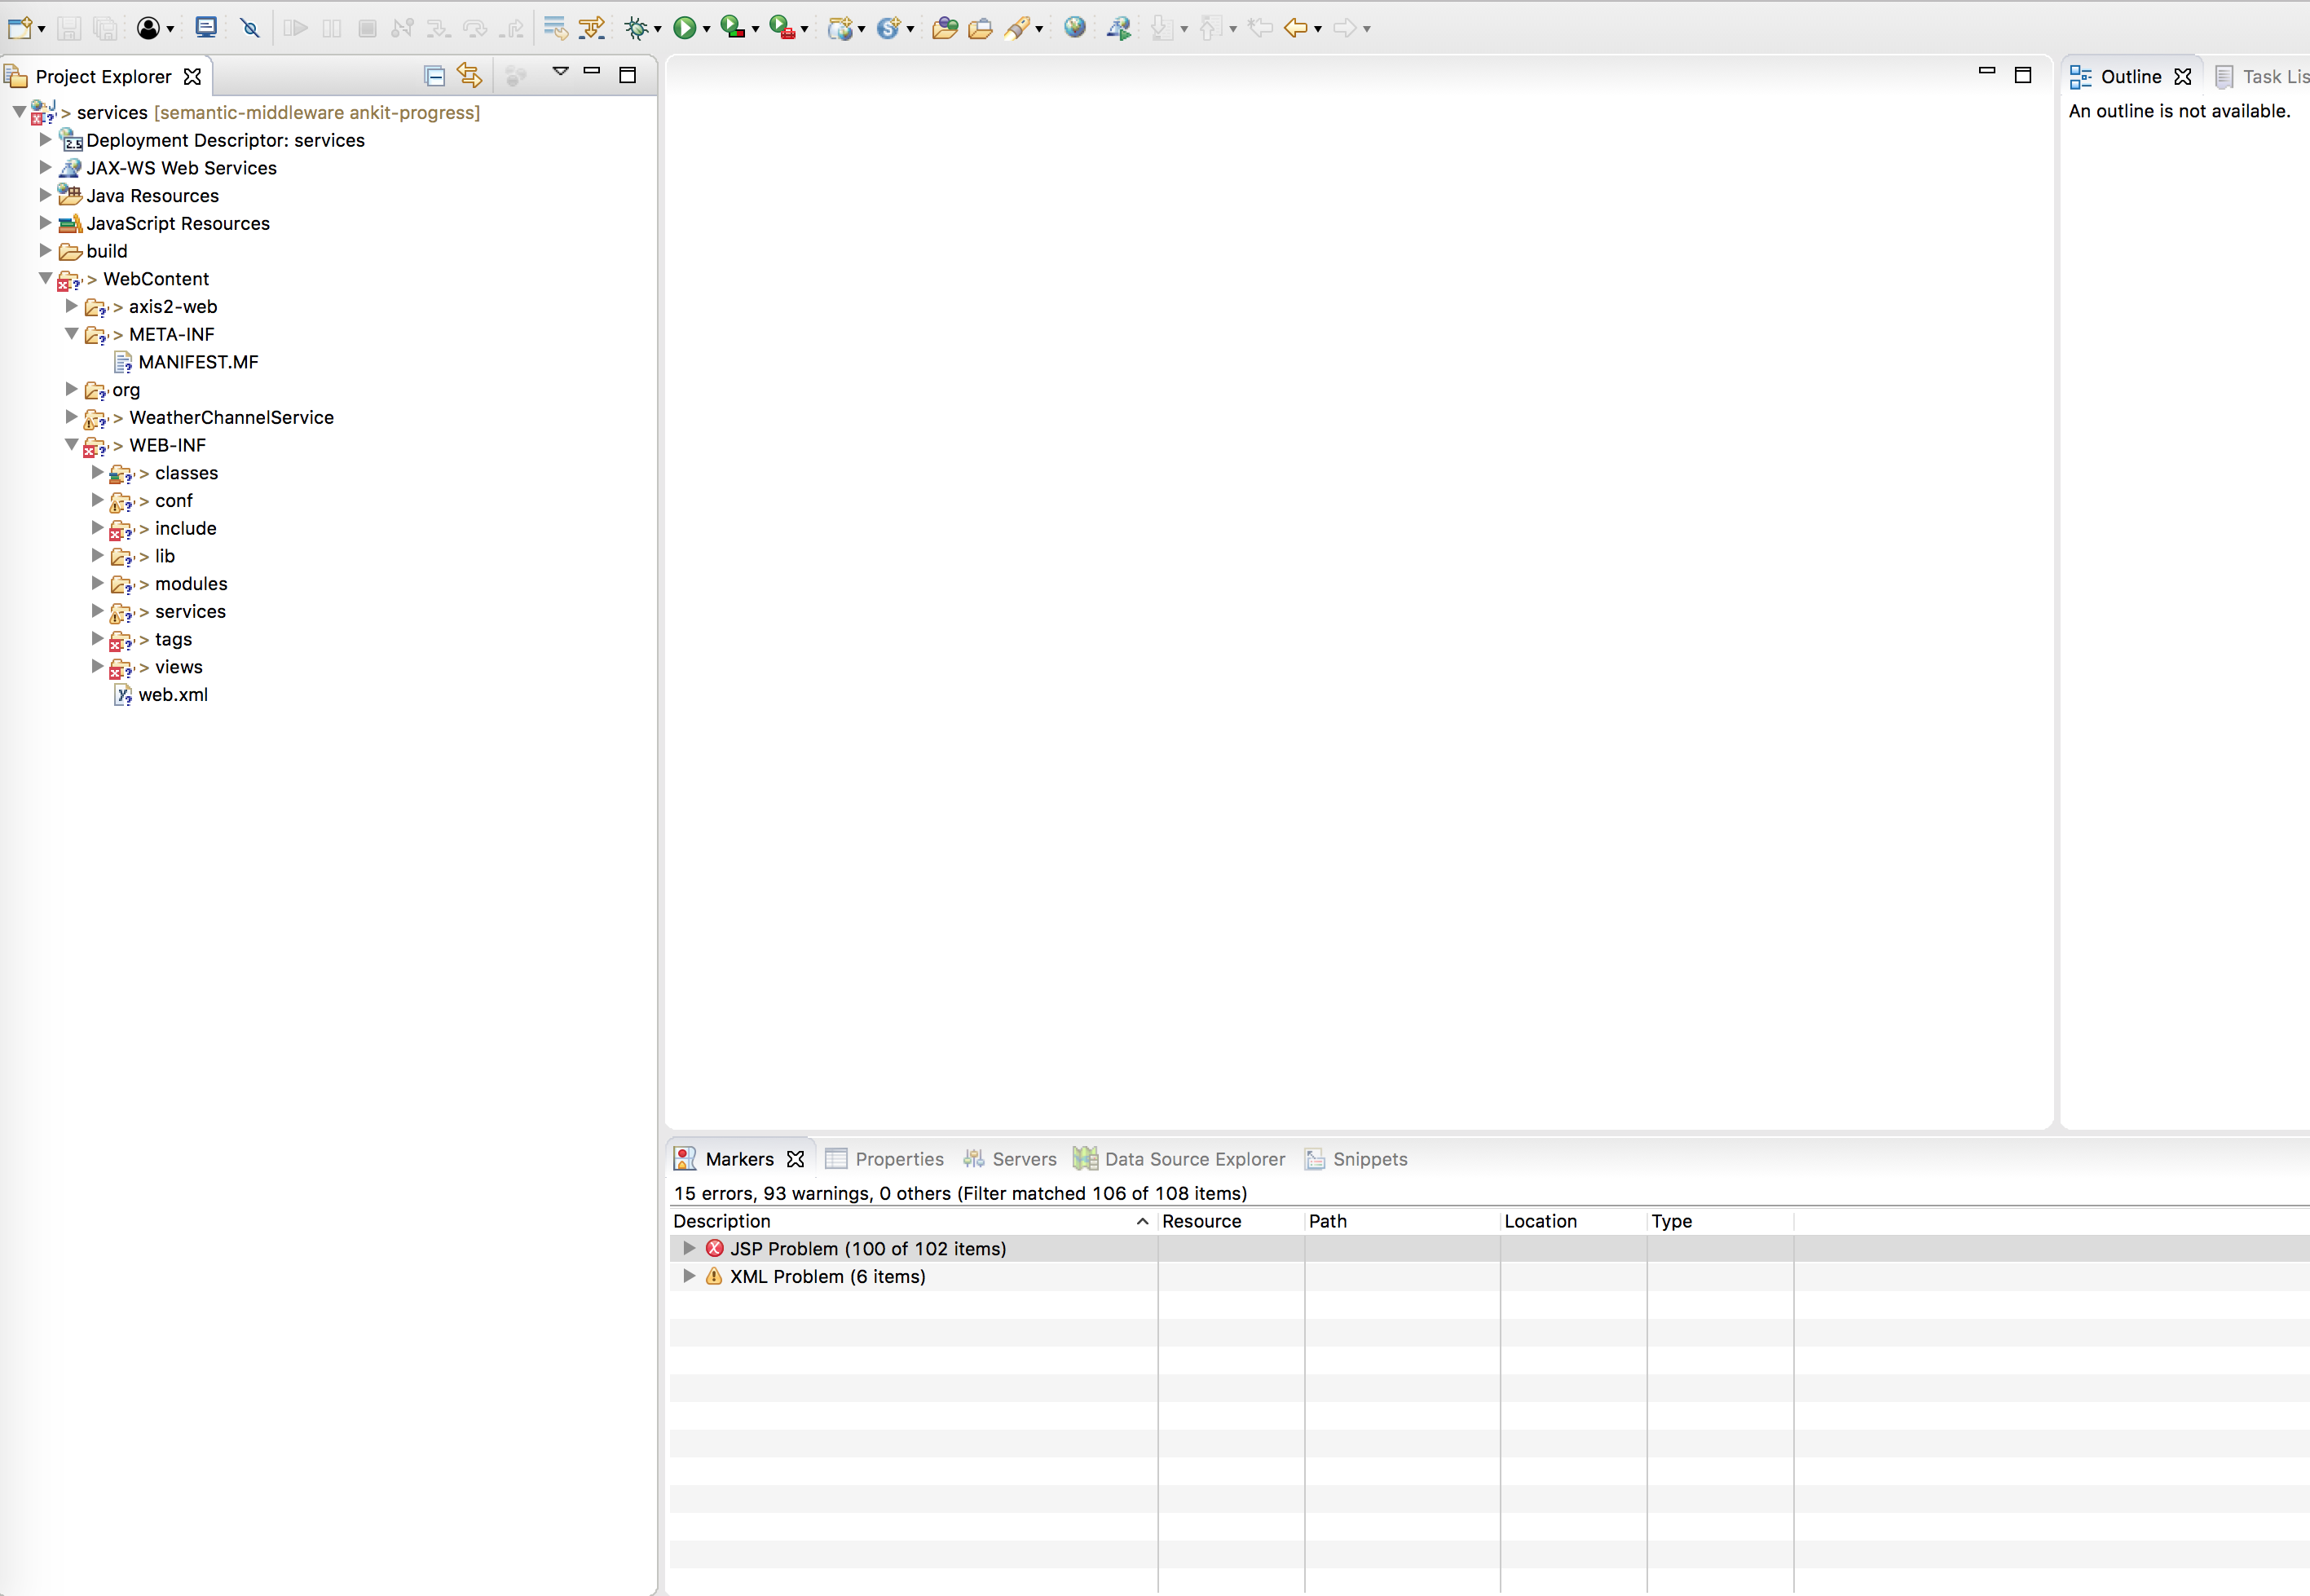 Project Explorer
> services [semantic-middleware ankit-progress]
Deployment Descriptor: services
JAX-WS Web Services
Java Resources
JavaScript Resources
build
> WebContent
> axis2-web
> META-INF
MANIFEST.MF
org
> WeatherChannelService
> WEB-INF
> classes
> conf
> include
> lib
> modules
> services
> tags
> views
web.xml
Outline
Task Lis
An outline is not available.
Markers
Properties
Servers
Data Source Explorer
Snippets
15 errors, 93 warnings, 0 others (Filter matched 106 of 108 items)
Description Resource Path Location Type
JSP Problem (100 of 102 items)
XML Problem (6 items)